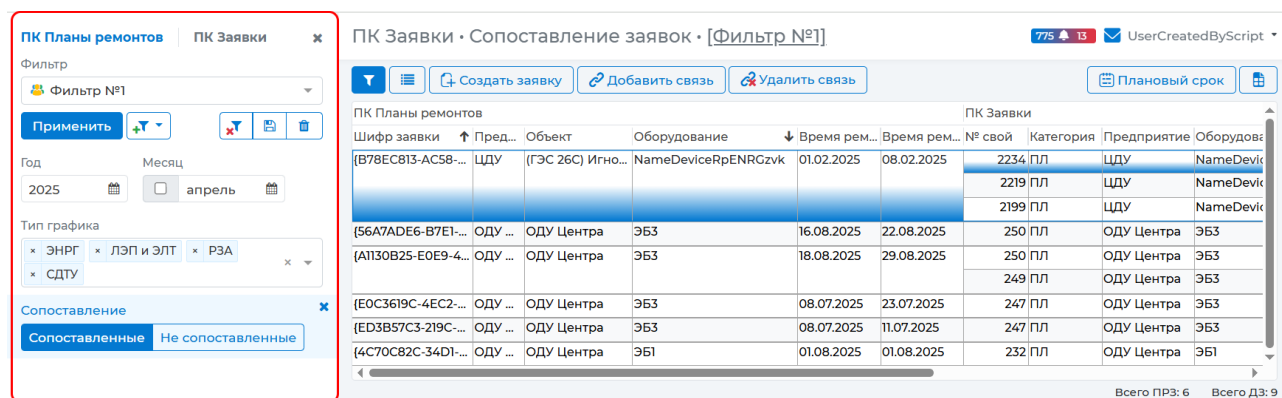 ПК Планы ремонтов ПК Заявки ×
Фильтр
Фильтр №1
Применить
Год Месяц
2025 апрель
Тип графика
× ЭНРГ × ЛЭП и ЭЛТ × РЗА
× СДТУ
Сопоставление ×
Сопоставленные Не сопоставленные
ПК Заявки • Сопоставление заявок • [Фильтр №1]
775 13 UserCreatedByScript
Создать заявку Добавить связь Удалить связь Плановый срок
ПК Планы ремонтов ПК Заявки
Шифр заявки ↑ Пред... Объект Оборудование ↓ Время рем... Время рем... № свой Категория Предприятие Оборудова
{B78EC813-AC58-... ЦДУ (ГЭС 26С) Игно... NameDeviceRpENRGzvk 01.02.2025 08.02.2025 2234 ПЛ ЦДУ NameDevic
2219 ПЛ ЦДУ NameDevic
2199 ПЛ ЦДУ NameDevic
{56A7ADE6-B7E1-... ОДУ ... ОДУ Центра ЭБ3 16.08.2025 22.08.2025 250 ПЛ ОДУ Центра ЭБ3
{A1130B25-E0E9-4... ОДУ ... ОДУ Центра ЭБ3 18.08.2025 29.08.2025 250 ПЛ ОДУ Центра ЭБ3
249 ПЛ ОДУ Центра ЭБ3
{E0C3619C-4EC2-... ОДУ ... ОДУ Центра ЭБ3 08.07.2025 23.07.2025 247 ПЛ ОДУ Центра ЭБ3
{ED3B57C3-219C-... ОДУ ... ОДУ Центра ЭБ3 08.07.2025 11.07.2025 247 ПЛ ОДУ Центра ЭБ3
{4C70C82C-34D1-... ОДУ ... ОДУ Центра ЭБ1 01.08.2025 01.08.2025 232 ПЛ ОДУ Центра ЭБ1
Всего ПРЗ: 6 Всего ДЗ: 9